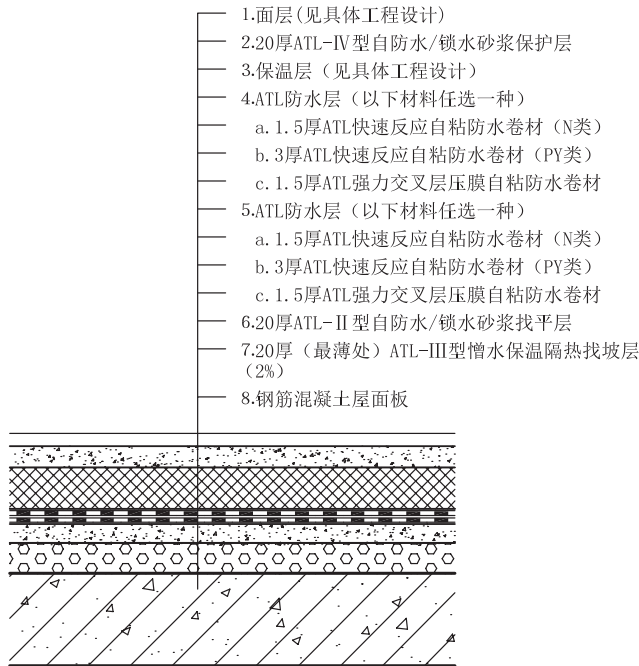 1.面层(见具体工程设计)
2.20厚ATL-Ⅳ型自防水/锁水砂浆保护层
3.保温层（见具体工程设计）
4.ATL防水层（以下材料任选一种）
a.1.5厚ATL快速反应自粘防水卷材（N类）
b.3厚ATL快速反应自粘防水卷材（PY类）
c.1.5厚ATL强力交叉层压膜自粘防水卷材
5.ATL防水层（以下材料任选一种）
a.1.5厚ATL快速反应自粘防水卷材（N类）
b.3厚ATL快速反应自粘防水卷材（PY类）
c.1.5厚ATL强力交叉层压膜自粘防水卷材
6.20厚ATL-Ⅱ型自防水/锁水砂浆找平层
7.20厚（最薄处）ATL-Ⅲ型憎水保温隔热找坡层
（2%）
8.钢筋混凝土屋面板